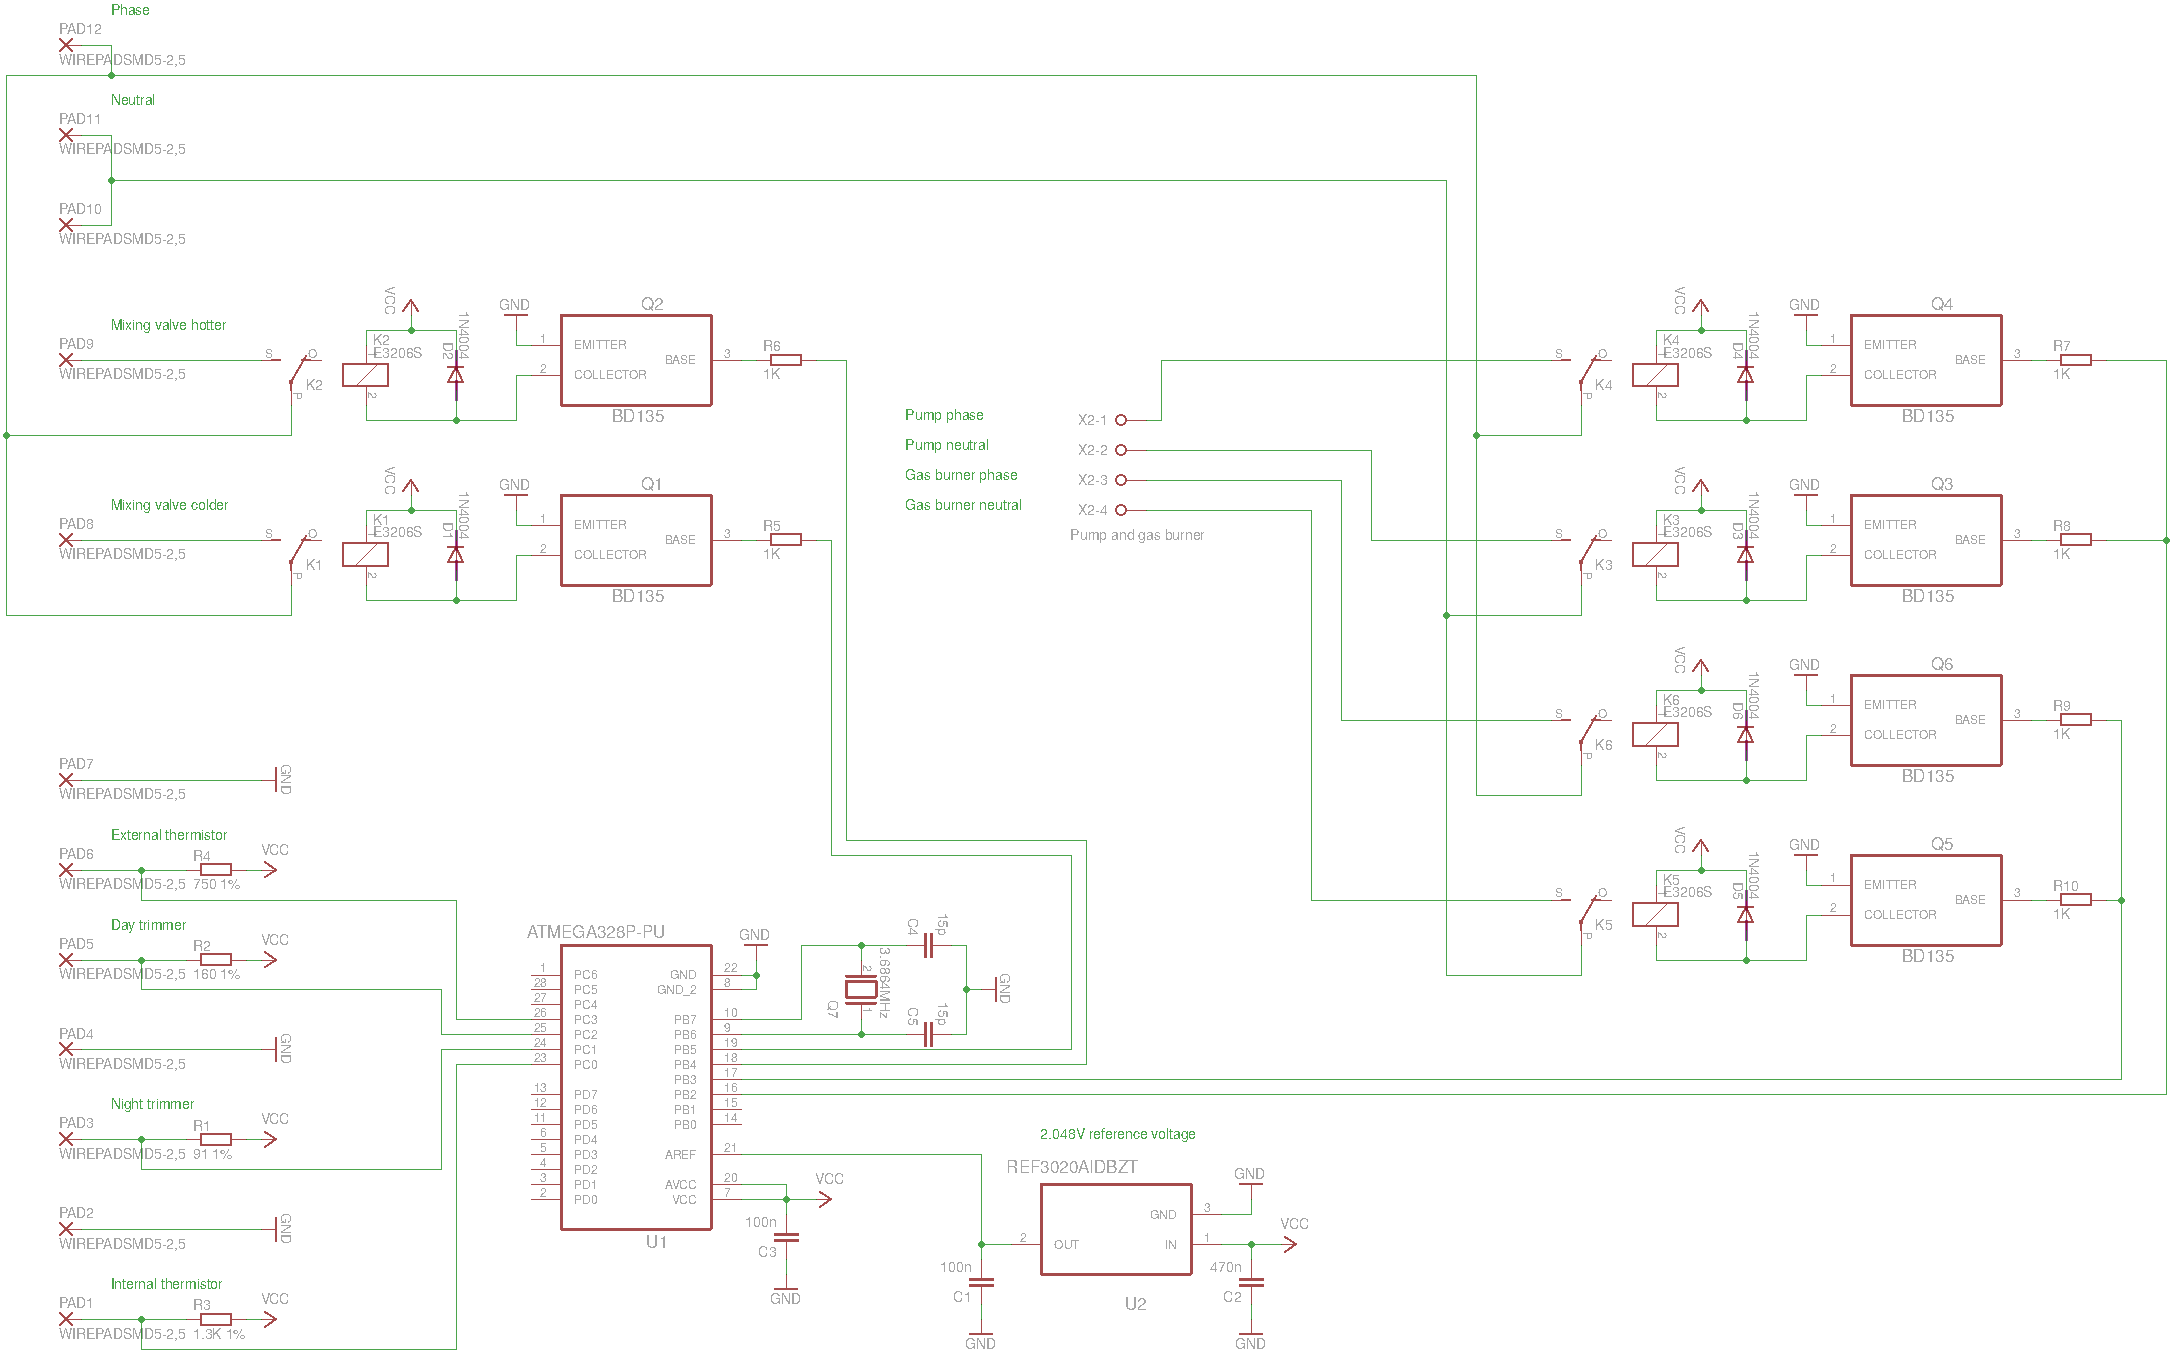 Phase
PAD12
WIREPADSMD5-2,5
Neutral
PAD11
WIREPADSMD5-2,5
PAD10
WIREPADSMD5-2,5
Mixing valve hotter
PAD9
WIREPADSMD5-2,5
S
O
P
K2
VCC
K2
E3206S
2
D2
1N4004
GND
Q2
1
EMITTER
2
COLLECTOR
BASE
3
BD135
R6
1K
Mixing valve colder
PAD8
WIREPADSMD5-2,5
S
O
P
K1
VCC
K1
E3206S
2
D1
1N4004
GND
Q1
1
EMITTER
2
COLLECTOR
BASE
3
BD135
R5
1K
Pump phase
X2-1
Pump neutral
X2-2
Gas burner phase
X2-3
Gas burner neutral
X2-4
Pump and gas burner
S
O
P
K4
VCC
K4
E3206S
2
D4
1N4004
GND
Q4
1
EMITTER
2
COLLECTOR
BASE
3
BD135
R7
1K
S
O
P
K3
VCC
K3
E3206S
2
D3
1N4004
GND
Q3
1
EMITTER
2
COLLECTOR
BASE
3
BD135
R8
1K
S
O
P
K6
VCC
K6
E3206S
2
D6
1N4004
GND
Q6
1
EMITTER
2
COLLECTOR
BASE
3
BD135
R9
1K
S
O
P
K5
VCC
K5
E3206S
2
D5
1N4004
GND
Q5
1
EMITTER
2
COLLECTOR
BASE
3
BD135
R10
1K
PAD7
WIREPADSMD5-2,5
GND
External thermistor
PAD6
WIREPADSMD5-2,5
R4
750 1%
VCC
Day trimmer
PAD5
WIREPADSMD5-2,5
R2
160 1%
VCC
PAD4
WIREPADSMD5-2,5
GND
Night trimmer
PAD3
WIREPADSMD5-2,5
R1
91 1%
VCC
PAD2
WIREPADSMD5-2,5
GND
Internal thermistor
PAD1
WIREPADSMD5-2,5
R3
1.3K 1%
VCC
ATMEGA328P-PU
1 PC6
28 PC5
27 PC4
26 PC3
25 PC2
24 PC1
23 PC0
13 PD7
12 PD6
11 PD5
6 PD4
5 PD3
4 PD2
3 PD1
2 PD0
GND 22
GND_2 8
PB7 10
PB6 9
PB5 19
PB4 18
PB3 17
PB2 16
PB1 15
PB0 14
AREF 21
AVCC 20
VCC 7
U1
GND
Q7
2
1
3.6864MHz
C4
15p
C5
15p
GND
VCC
100n
C3
GND
2.048V reference voltage
REF3020AIDBZT
2
OUT
GND
3
IN
1
U2
GND
VCC
100n
C1
GND
470n
C2
GND